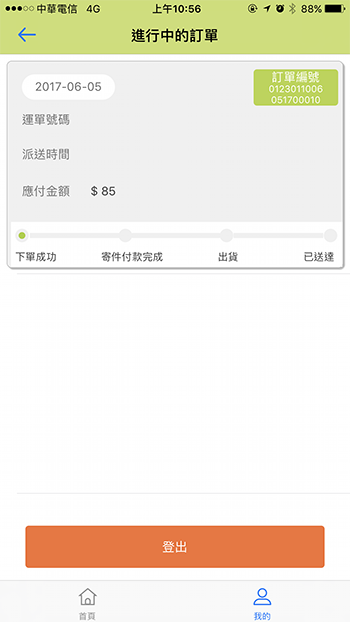 中華電信 4G 上午10:56 88%
進行中的訂單
2017-06-05
訂單編號
0123011006
051700010
運單號碼
派送時間
應付金額 $ 85
下單成功 寄件付款完成 出貨 已送達
登出
首頁 我的